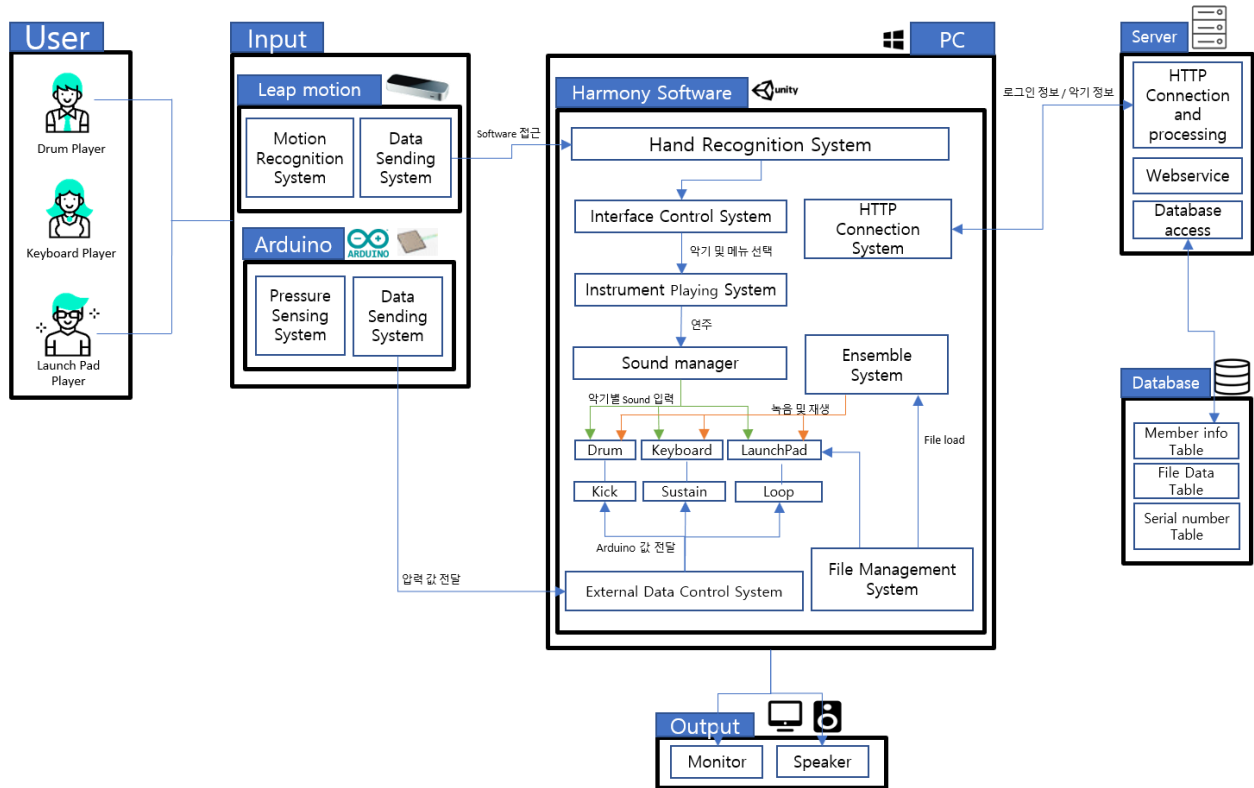 User
Drum Player
Keyboard Player
Launch Pad
Player
Input
Leap motion
Motion
Recognition
System
Data
Sending
System
Arduino
ARDUINO
Pressure
Sensing
System
Data
Sending
System
Software 접근
압력 값 전달
PC
Harmony Software
unity
Hand Recognition System
Interface Control System
악기 및 메뉴 선택
Instrument Playing System
연주
Sound manager
악기별 Sound 입력
HTTP
Connection
System
Ensemble
System
녹음 및 재생
File load
Drum
Keyboard
LaunchPad
Kick
Sustain
Loop
Arduino 값 전달
External Data Control System
File Management
System
로그인 정보 / 악기 정보
Server
HTTP
Connection
and
processing
Webservice
Database
access
Database
Member info
Table
File Data
Table
Serial number
Table
Output
Monitor
Speaker